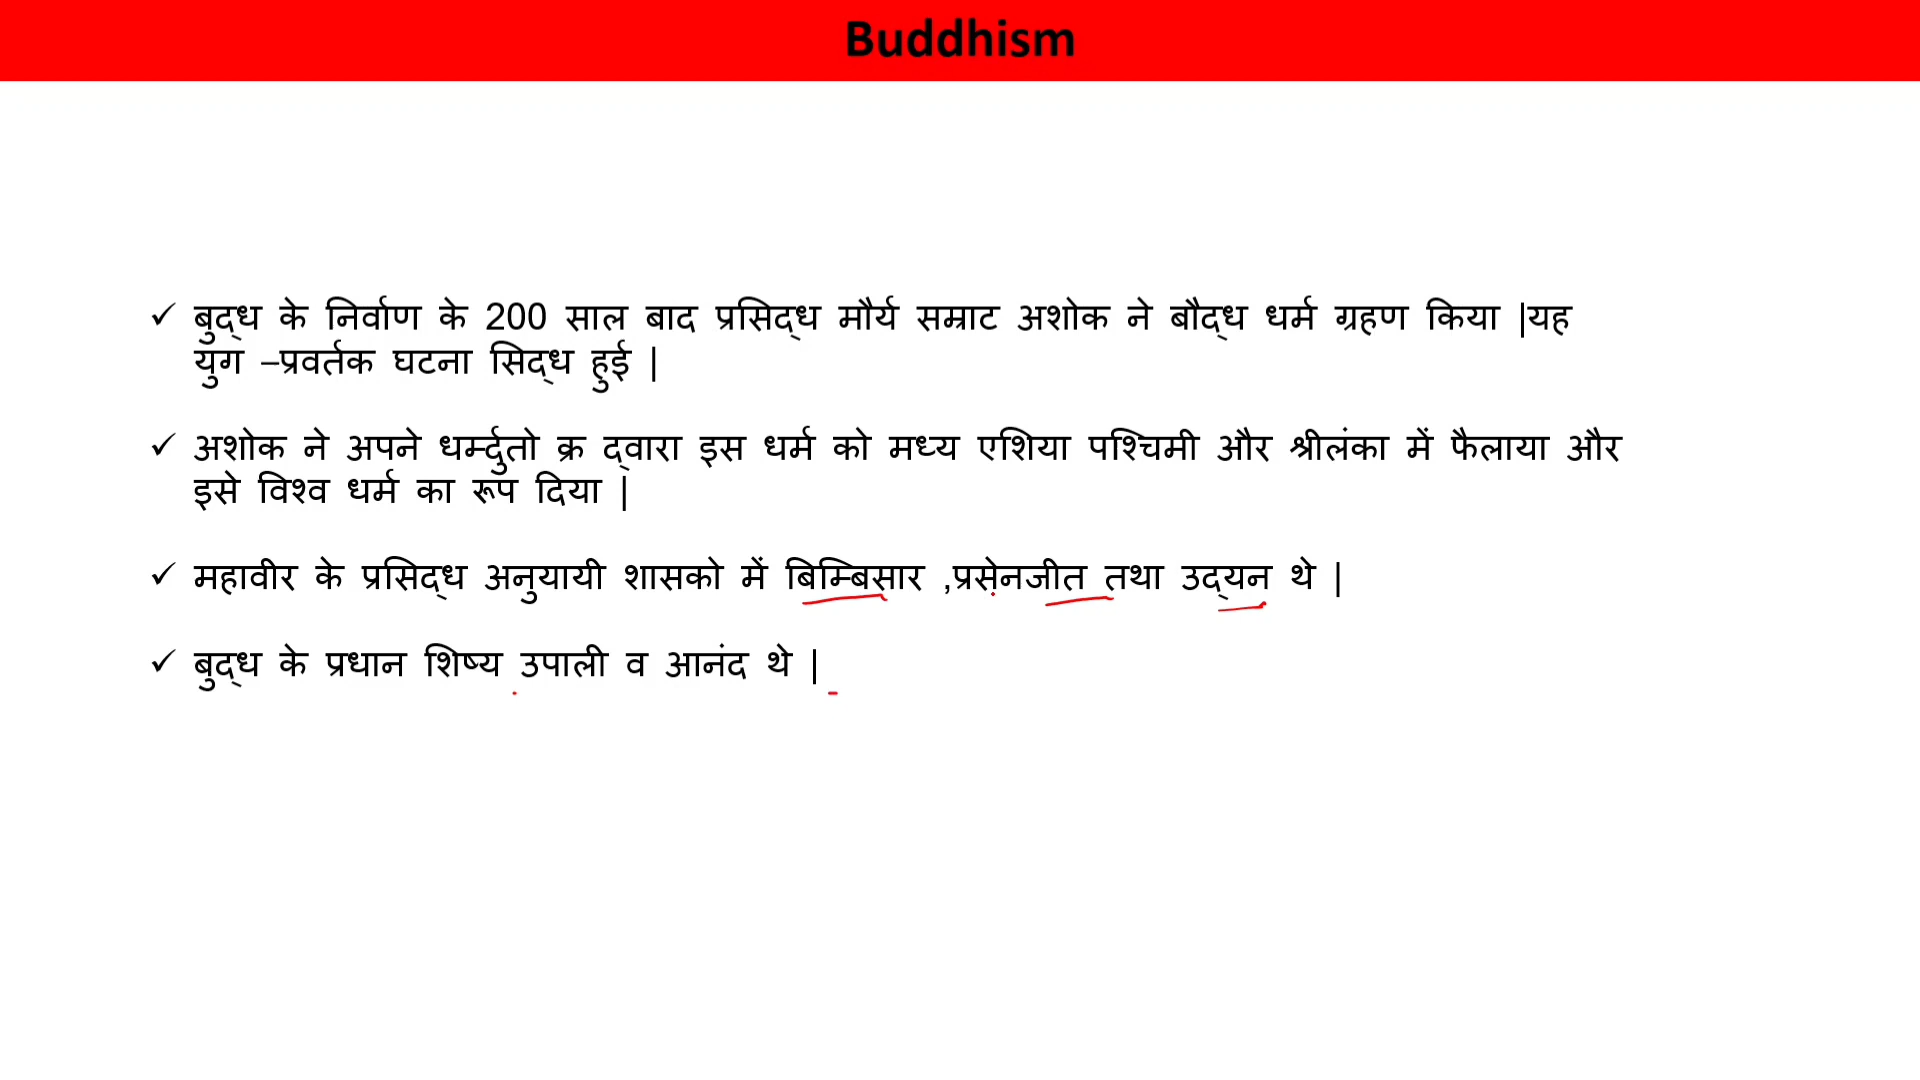 Buddhism
✓ बुद्ध के निर्वाण के 200 साल बाद प्रसिद्ध मौर्य सम्राट अशोक ने बौद्ध धर्म ग्रहण किया |यह
युग –प्रवर्तक घटना सिद्ध हुई |
✓ अशोक ने अपने धर्म्दुतो क्र द्वारा इस धर्म को मध्य एशिया पश्चिमी और श्रीलंका में फैलाया और
इसे विश्व धर्म का रूप दिया |
✓ महावीर के प्रसिद्ध अनुयायी शासको में बिम्बिसार ,प्रसेनजीत तथा उद्यन थे |
✓ बुद्ध के प्रधान शिष्य उपाली व आनंद थे |